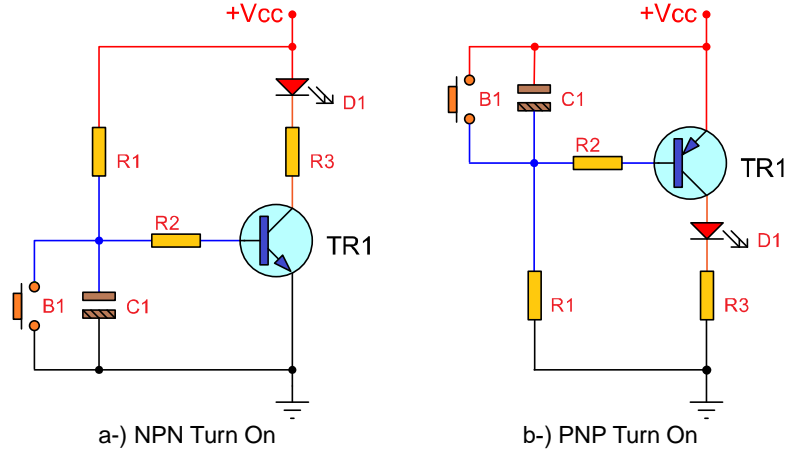 +Vcc
D1
R1
R3
R2
TR1
B1
C1
a-) NPN Turn On
+Vcc
B1
C1
R2
TR1
D1
R1
R3
b-) PNP Turn On